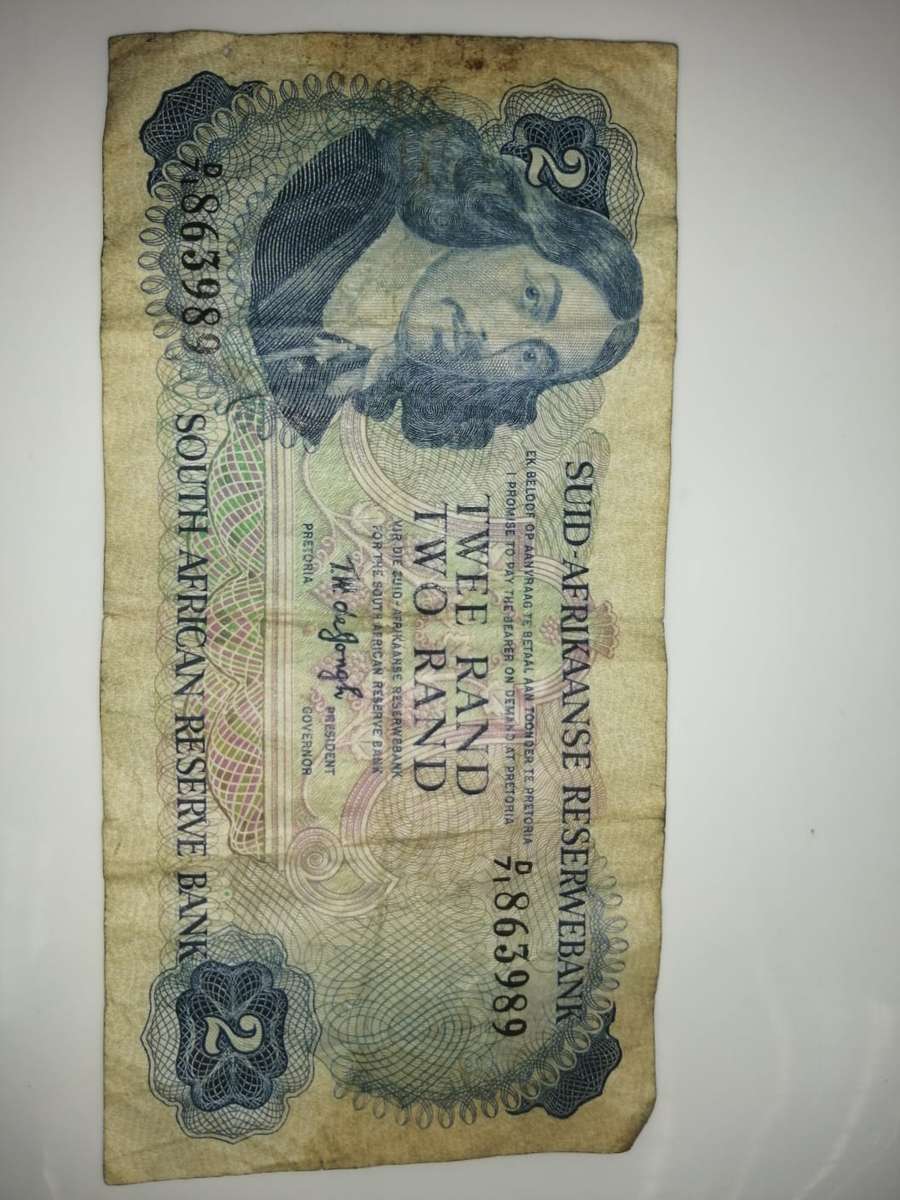 SUID-AFRIKAANSE RESERWEBANK
2
EK BELOOF OP AANVRAAG TE BETAAL AAN TOONDER TE PRETORIA
I PROMISE TO PAY THE BEARER ON DEMAND AT PRETORIA
D/71 863989
TWEE RAND
TWO RAND
VIR DIE SUID-AFRIKAANSE RESERWEBANK
FOR THE SOUTH AFRICAN RESERVE BANK
T.W. de Jongh
PRESIDENT
PRETORIA
GOVERNOR
D/71 863989
SOUTH AFRICAN RESERVE BANK
2